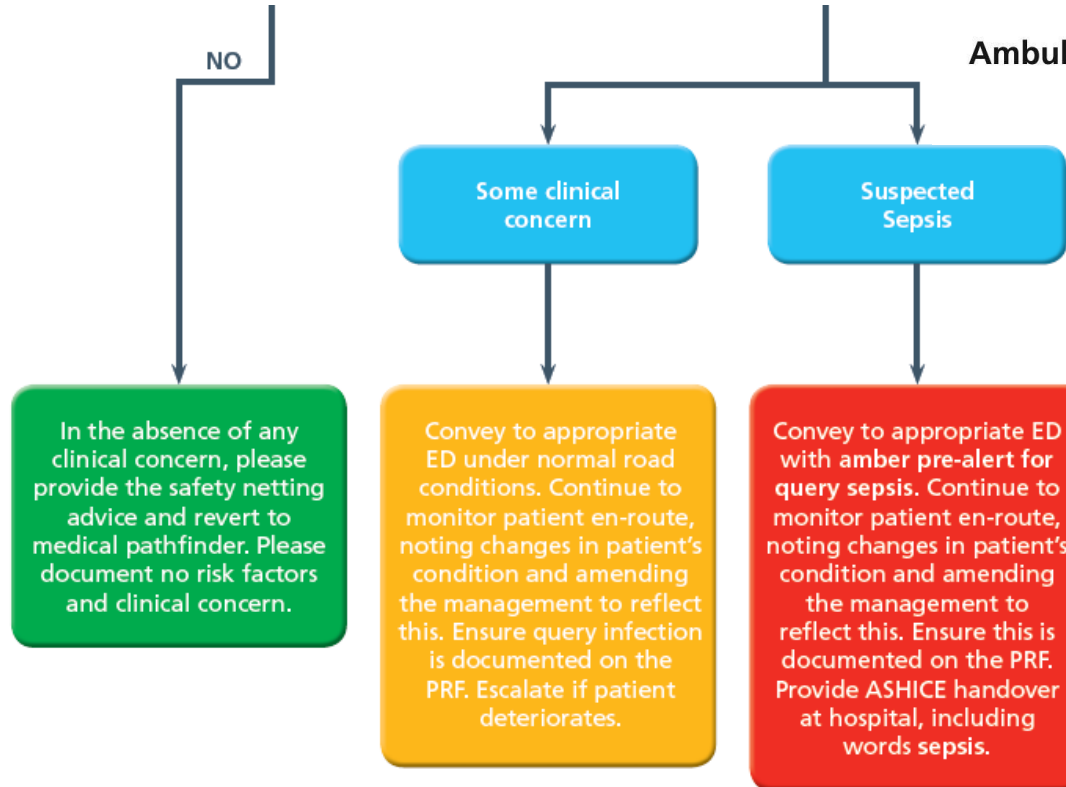 NO
Ambul
Some clinical
concern
Suspected
Sepsis
In the absence of any
clinical concern, please
provide the safety netting
advice and revert to
medical pathfinder. Please
document no risk factors
and clinical concern.
Convey to appropriate
ED under normal road
conditions. Continue to
monitor patient en-route,
noting changes in patient’s
condition and amending
the management to reflect
this. Ensure query infection
is documented on the
PRF. Escalate if patient
deteriorates.
Convey to appropriate ED
with amber pre-alert for
query sepsis. Continue to
monitor patient en-route,
noting changes in patient’s
condition and amending
the management to
reflect this. Ensure this is
documented on the PRF.
Provide ASHICE handover
at hospital, including
words sepsis.